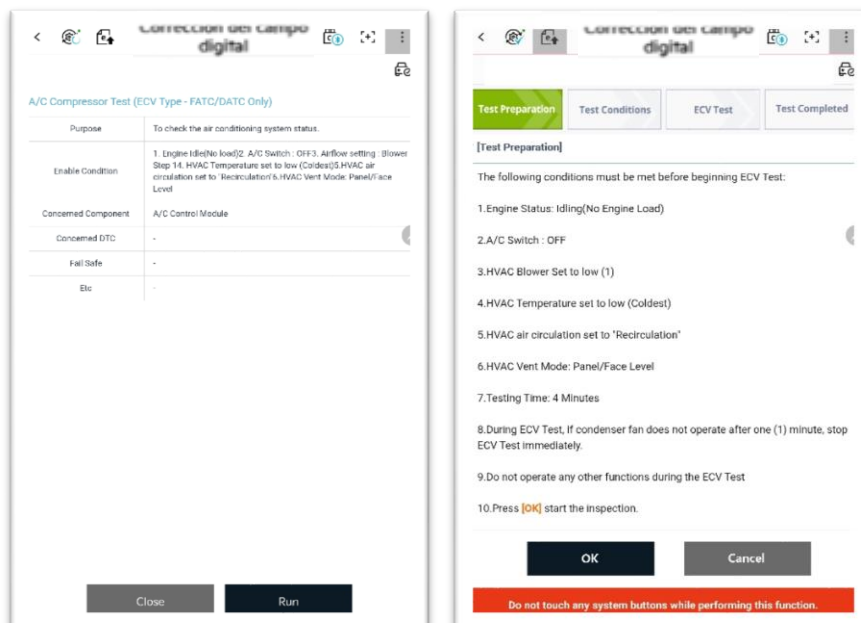 Corrección del campo
digital
A/C Compressor Test (ECV Type - FATC/DATC Only)
Purpose
To check the air conditioning system status.
Enable Condition
1. Engine Idle(No load)2. A/C Switch : OFF3. Airflow setting : Blower
Step 14. HVAC Temperature set to low (Coldest)5.HVAC air
circulation set to "Recirculation"6.HVAC Vent Mode: Panel/Face
Level
Concerned Component
A/C Control Module
Concerned DTC
-
Fail Safe
-
Etc
-
Close
Run
Corrección del campo
digital
Test Preparation
Test Conditions
ECV Test
Test Completed
[Test Preparation]
The following conditions must be met before beginning ECV Test:
1.Engine Status: Idling(No Engine Load)
2.A/C Switch : OFF
3.HVAC Blower Set to low (1)
4.HVAC Temperature set to low (Coldest)
5.HVAC air circulation set to "Recirculation"
6.HVAC Vent Mode: Panel/Face Level
7.Testing Time: 4 Minutes
8.During ECV Test, If condenser fan does not operate after one (1) minute, stop
ECV Test immediately.
9.Do not operate any other functions during the ECV Test
10.Press [OK] start the inspection.
OK
Cancel
Do not touch any system buttons while performing this function.